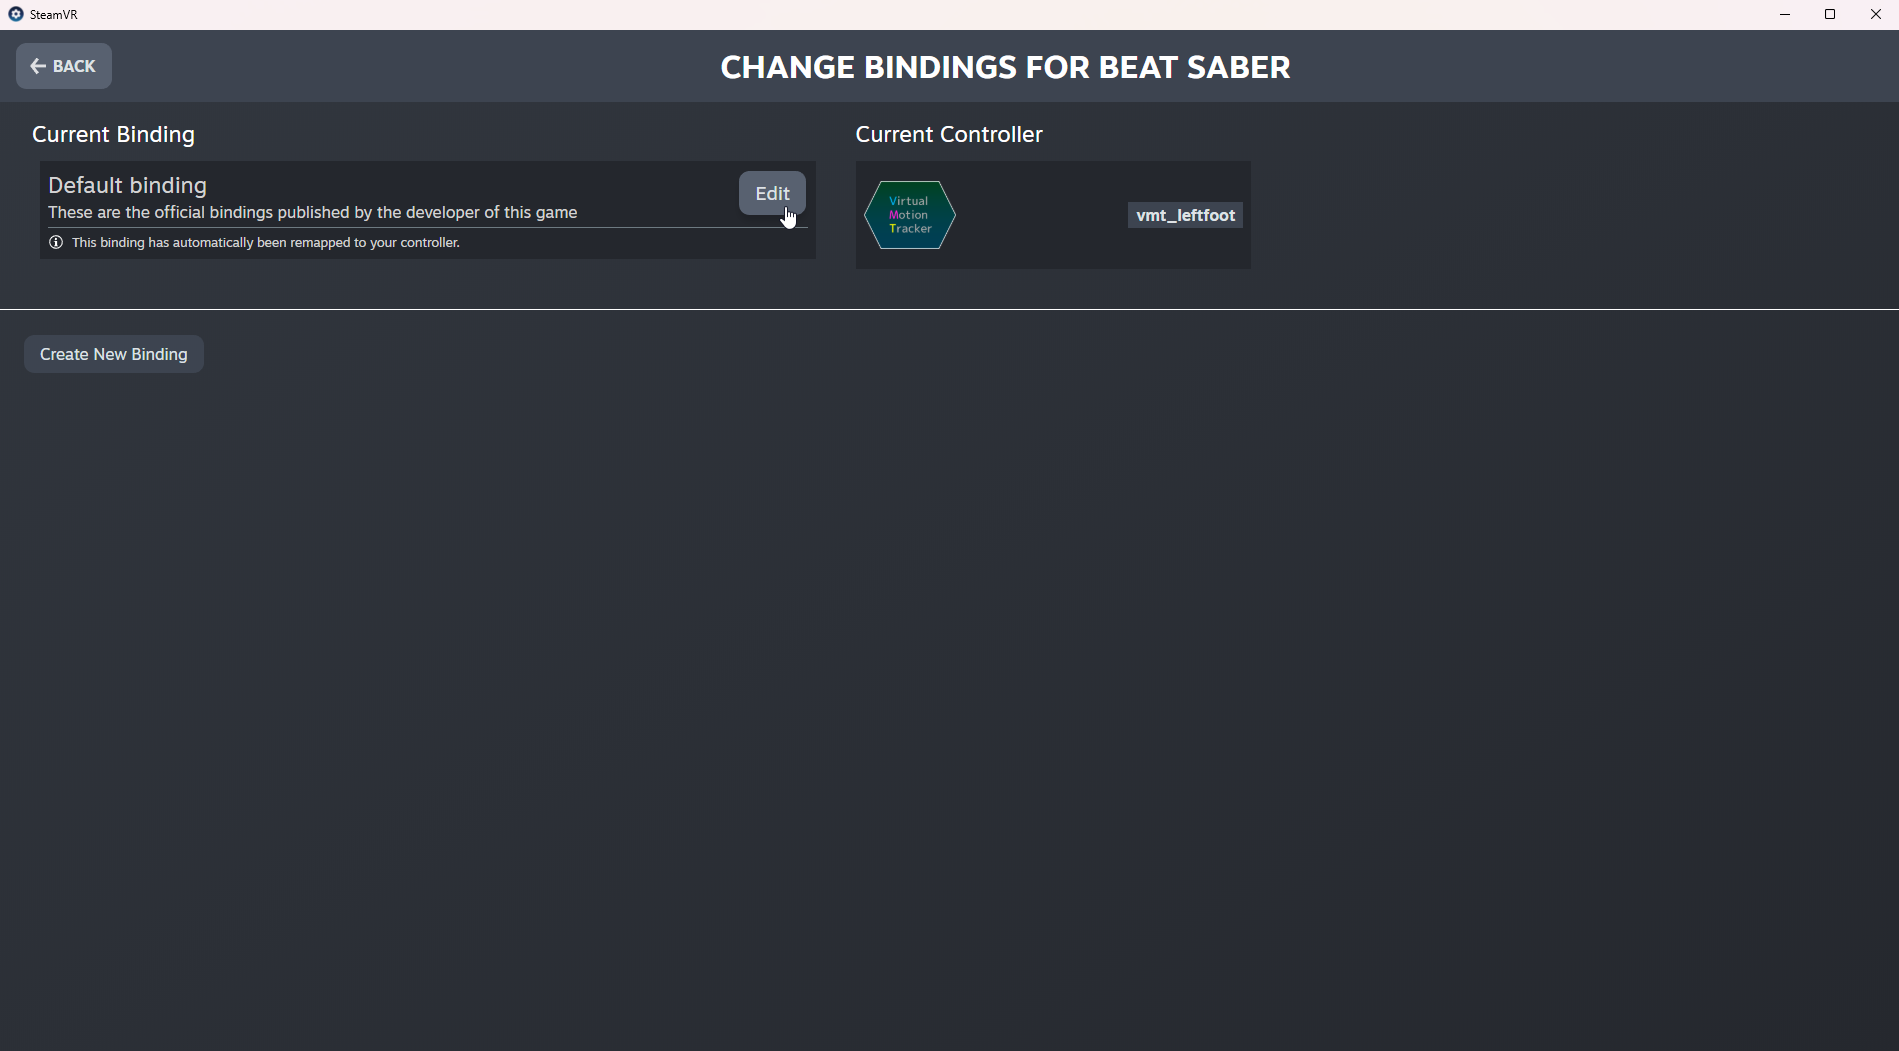 SteamVR
BACK
CHANGE BINDINGS FOR BEAT SABER
Current Binding
Default binding
These are the official bindings published by the developer of this game
Edit
This binding has automatically been remapped to your controller.
Current Controller
Virtual
Motion
Tracker
vmt_leftfoot
Create New Binding